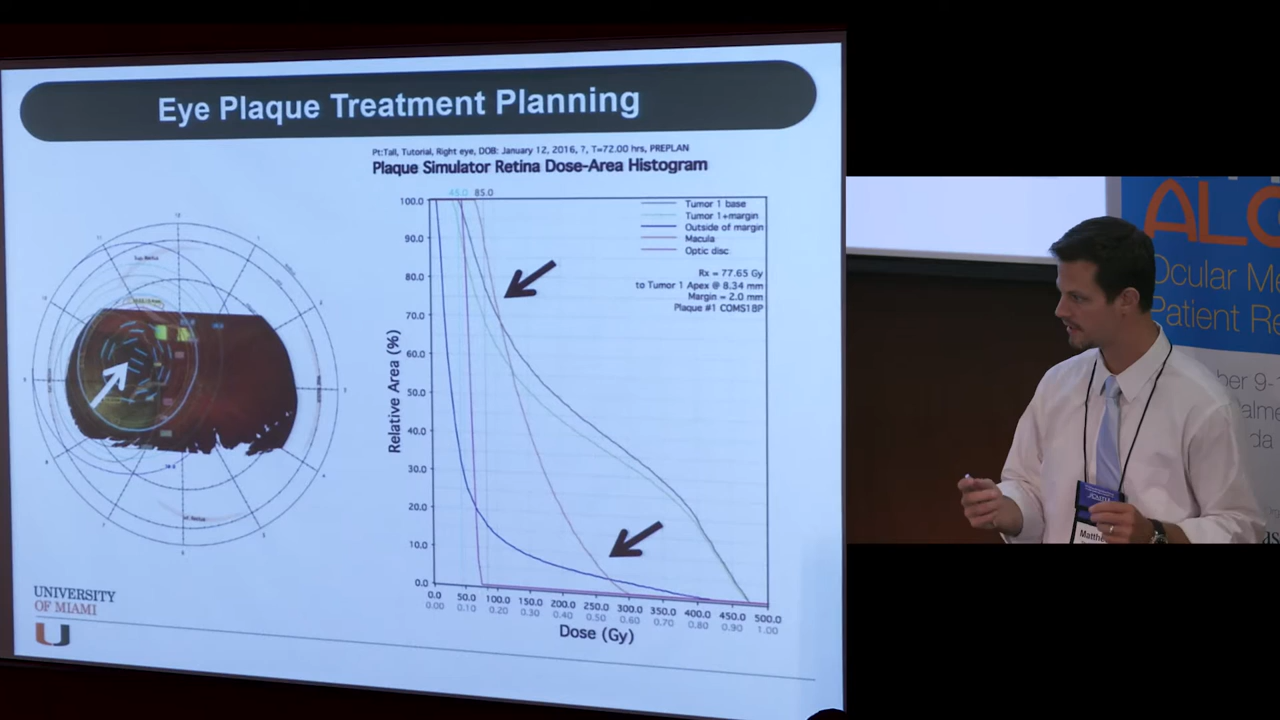 Eye Plaque Treatment Planning
Pt:Tall, Tutorial, Right eye, DOB: January 12, 2016, ?, T=72.00 hrs, PREPLAN
Plaque Simulator Retina Dose-Area Histogram
85.0
100.0
90.0
80.0
70.0
60.0
50.0
40.0
30.0
20.0
10.0
0.0
Relative Area (%)
Tumor 1 base
Tumor 1+margin
Outside of margin
Macula
Optic disc
Rx = 77.65 Gy
to Tumor 1 Apex @ 8.34 mm
Margin = 2.0 mm
Plaque #1 COMS18P
0.0 50.0 100.0 150.0 200.0 250.0 300.0 350.0 400.0 450.0 500.0
0.00 0.10 0.20 0.30 0.40 0.50 0.60 0.70 0.80 0.90 1.00
Dose (Gy)
UNIVERSITY
OF MIAMI
U
ALC
Ocular Me
Patient Re
ber 9-1
alme
da
Matthe